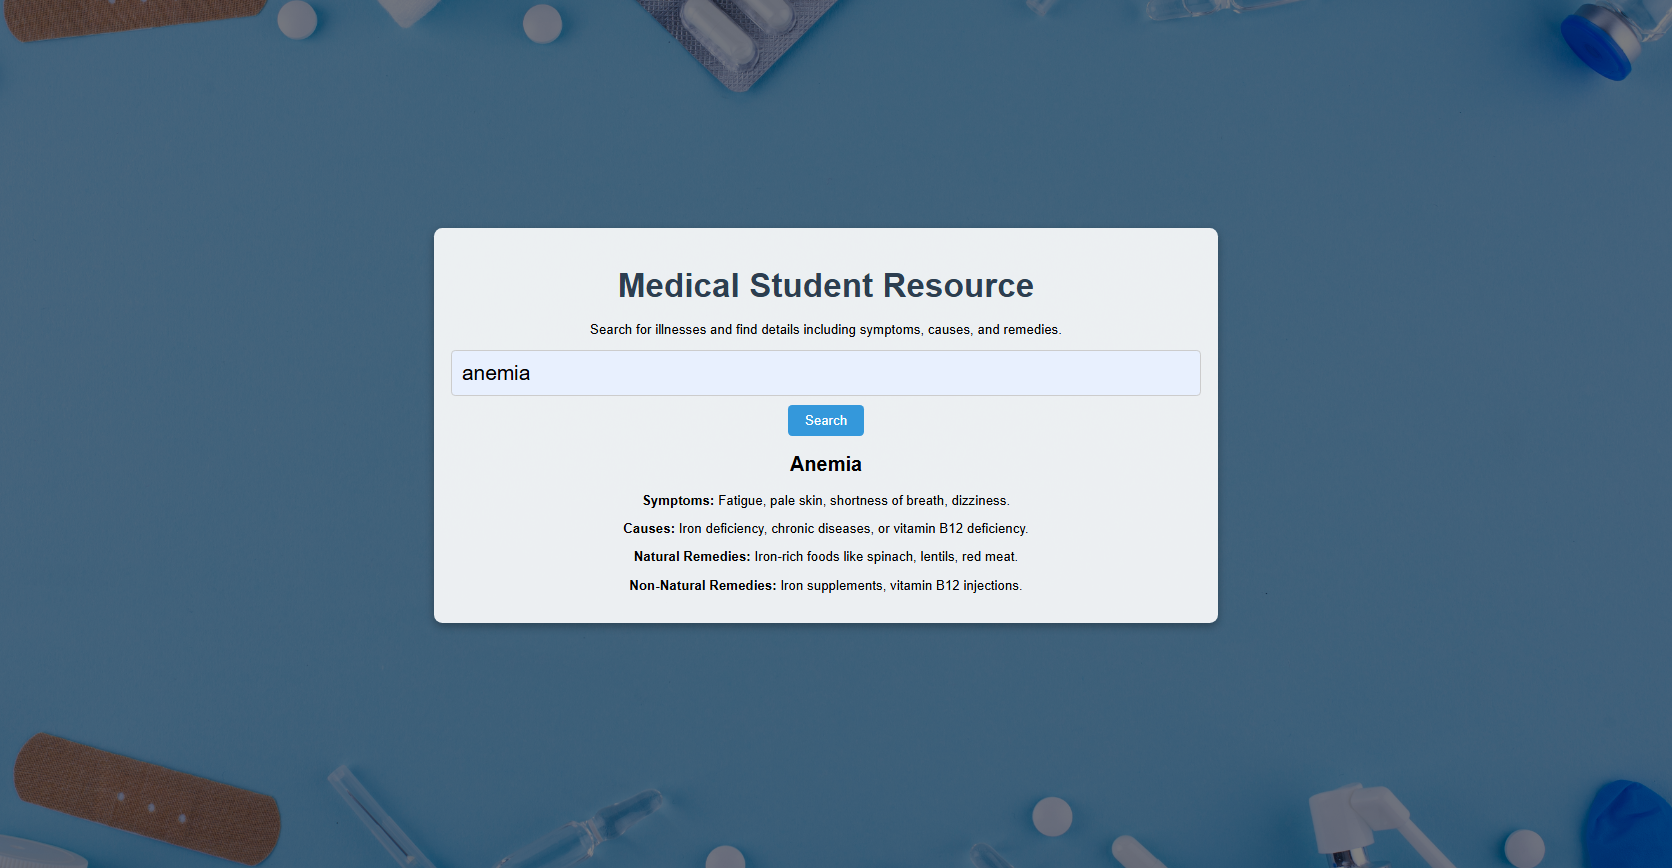 Medical Student Resource
Search for illnesses and find details including symptoms, causes, and remedies.
anemia
Search
Anemia
Symptoms: Fatigue, pale skin, shortness of breath, dizziness.
Causes: Iron deficiency, chronic diseases, or vitamin B12 deficiency.
Natural Remedies: Iron-rich foods like spinach, lentils, red meat.
Non-Natural Remedies: Iron supplements, vitamin B12 injections.